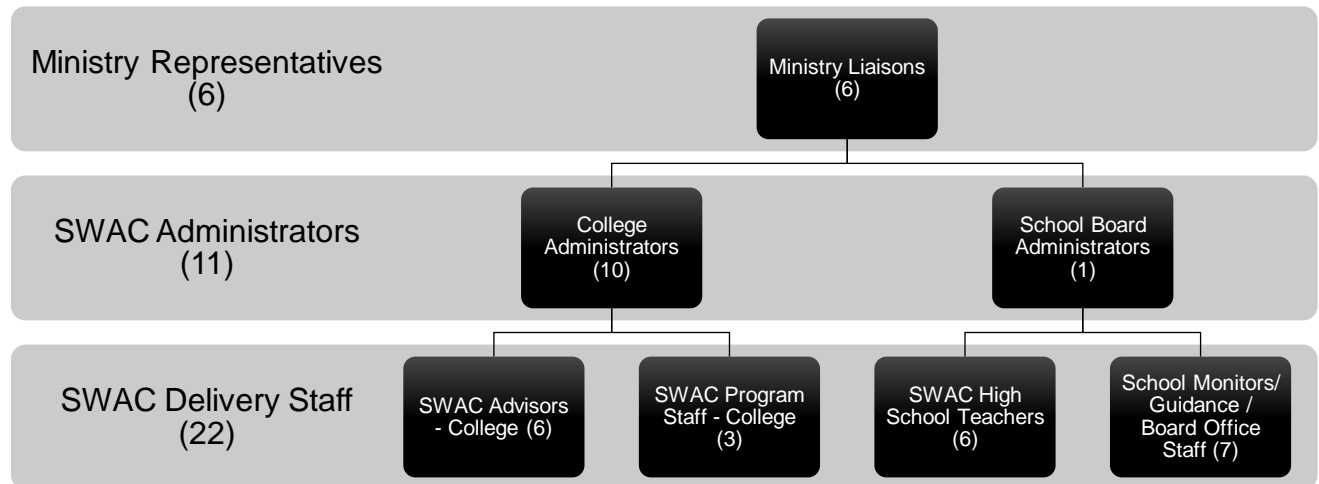 Ministry Representatives
(6)
Ministry Liaisons
(6)
SWAC Administrators
(11)
College
Administrators
(10)
School Board
Administrators
(1)
SWAC Delivery Staff
(22)
SWAC Advisors
- College (6)
SWAC Program
Staff - College
(3)
SWAC High
School Teachers
(6)
School Monitors/
Guidance /
Board Office
Staff (7)